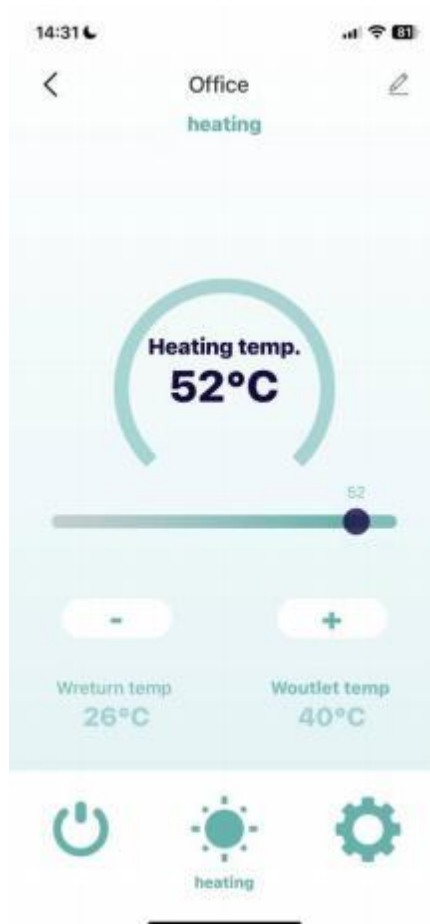 14:31 81
Office
heating
Heating temp.
52°C
52
- +
Wreturn temp Woutlet temp
26°C 40°C
heating